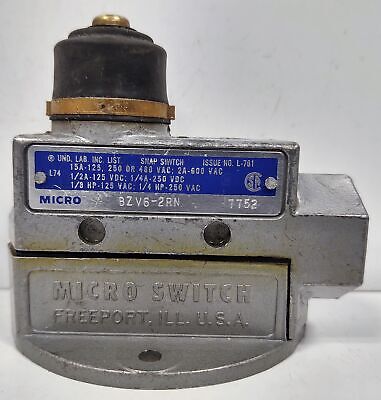 ® UND. LAB. INC. LIST. SNAP SWITCH ISSUE NO. L-781
15A-125, 250 OR 480 VAC; 2A-600 VAC
L74 1/2A-125 VDC; 1/4A-250 VDC
1/8 HP-125 VAC; 1/4 HP-250 VAC
MICRO BZV6-2RN 7752
MICRO SWITCH
FREEPORT, ILL. U.S.A.